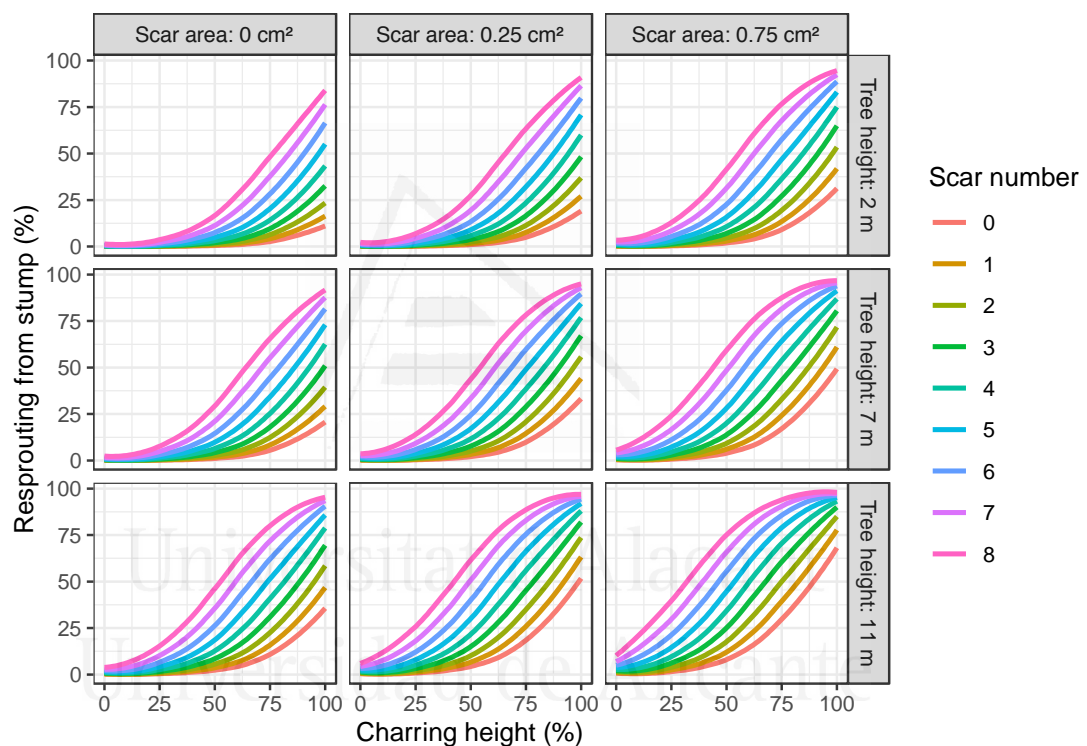 Scar area: 0 cm²
Scar area: 0.25 cm²
Scar area: 0.75 cm²
100
75
50
25
0
Tree height: 2 m
100
75
50
25
0
Tree height: 7 m
100
75
50
25
0
Tree height: 11 m
0 25 50 75 100
0 25 50 75 100
0 25 50 75 100
Charring height (%)
Resprouting from stump (%)
Scar number
0
1
2
3
4
5
6
7
8
Universitat d'Alacant
Universidad de Alicante